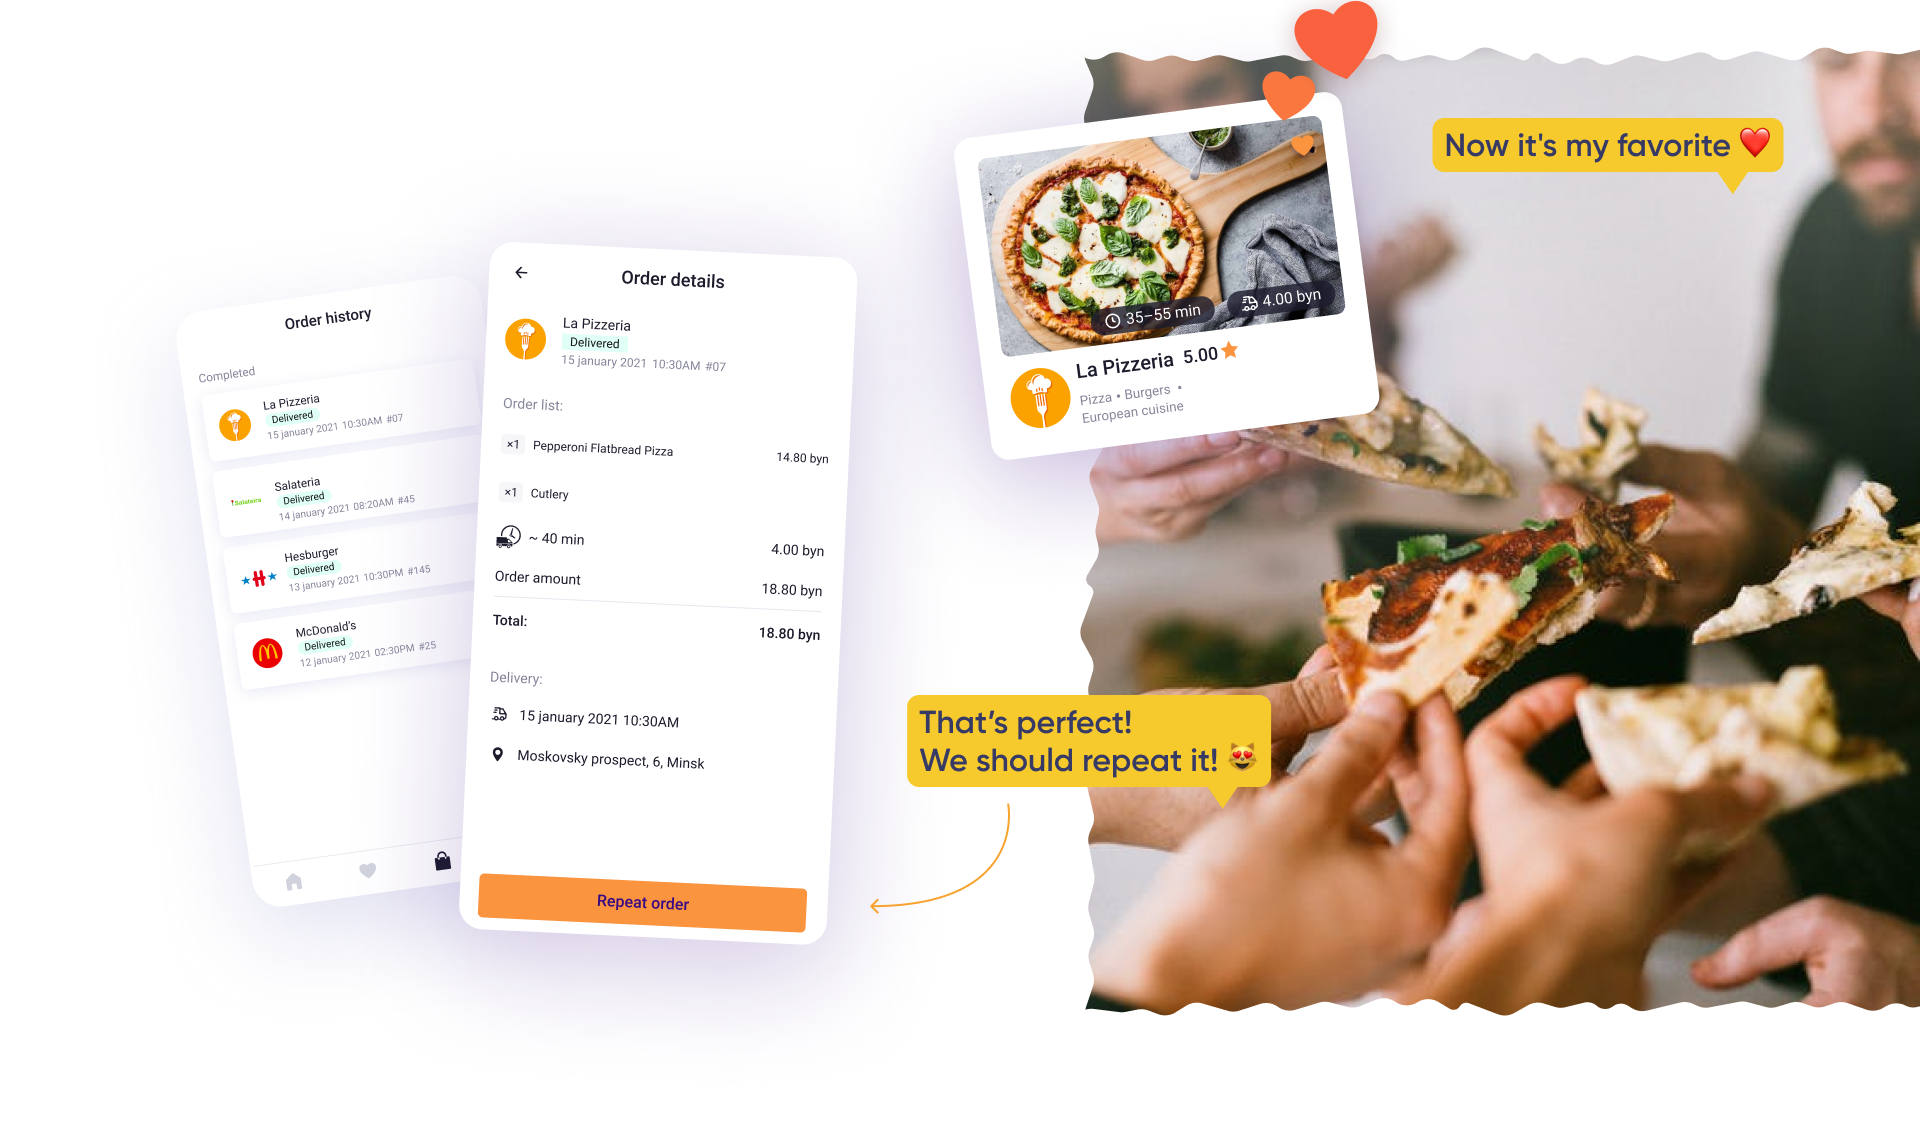 Order history
Completed
La Pizzeria
Delivered
15 january 2021 10:30AM #07
Salateria
Delivered
14 january 2021 08:20AM #45
Hesburger
Delivered
13 january 2021 10:30PM #145
McDonald's
Delivered
12 january 2021 02:30PM #25
Order details
La Pizzeria
Delivered
15 january 2021 10:30AM #07
Order list:
×1 Pepperoni Flatbread Pizza 14.80 byn
×1 Cutlery
~ 40 min 4.00 byn
Order amount 18.80 byn
Total: 18.80 byn
Delivery:
15 january 2021 10:30AM
Moskovsky prospect, 6, Minsk
Repeat order
35–55 min 4.00 byn
La Pizzeria 5.00
Pizza • Burgers •
European cuisine
Now it's my favorite ❤️
That’s perfect!
We should repeat it! 😻